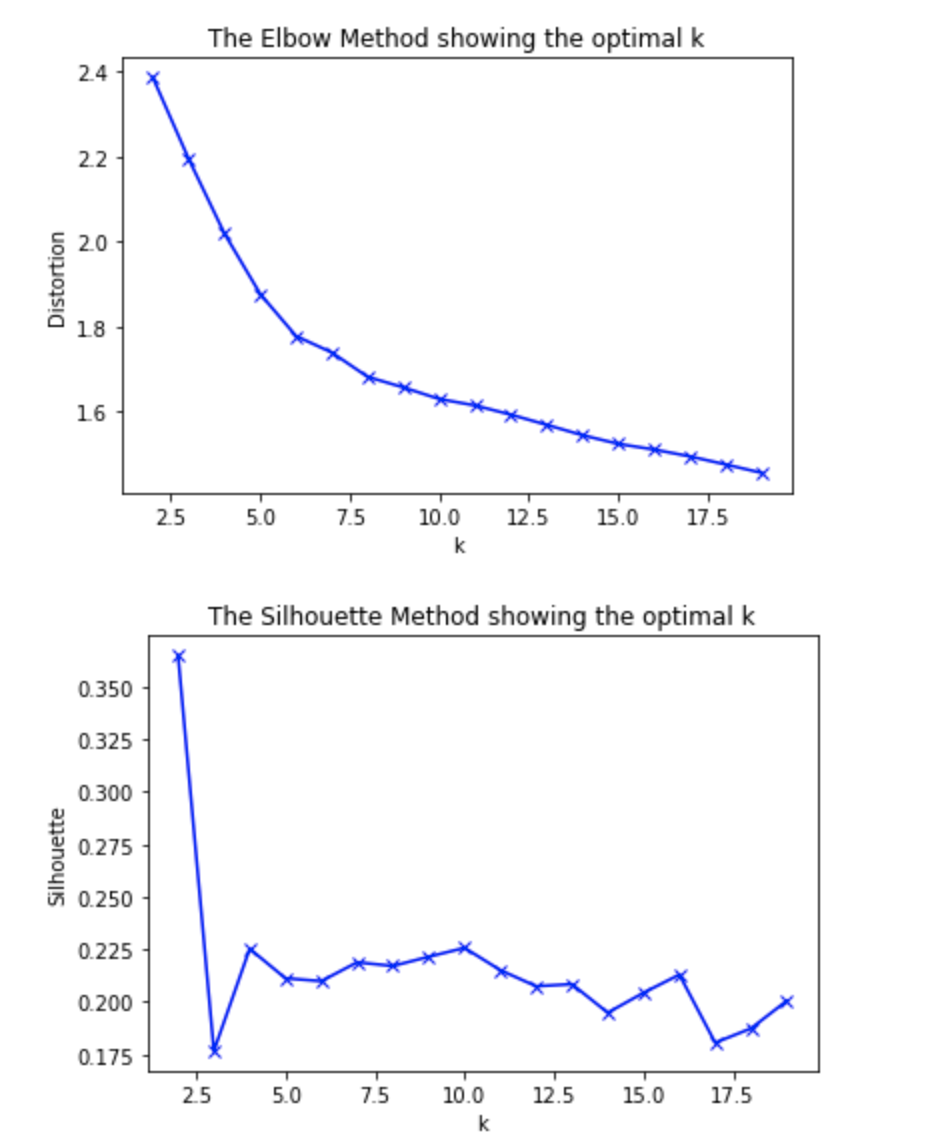 The Elbow Method showing the optimal k
2.4
2.2
2.0
1.8
1.6
Distortion
2.5 5.0 7.5 10.0 12.5 15.0 17.5
k
The Silhouette Method showing the optimal k
0.350
0.325
0.300
0.275
0.250
0.225
0.200
0.175
Silhouette
2.5 5.0 7.5 10.0 12.5 15.0 17.5
k